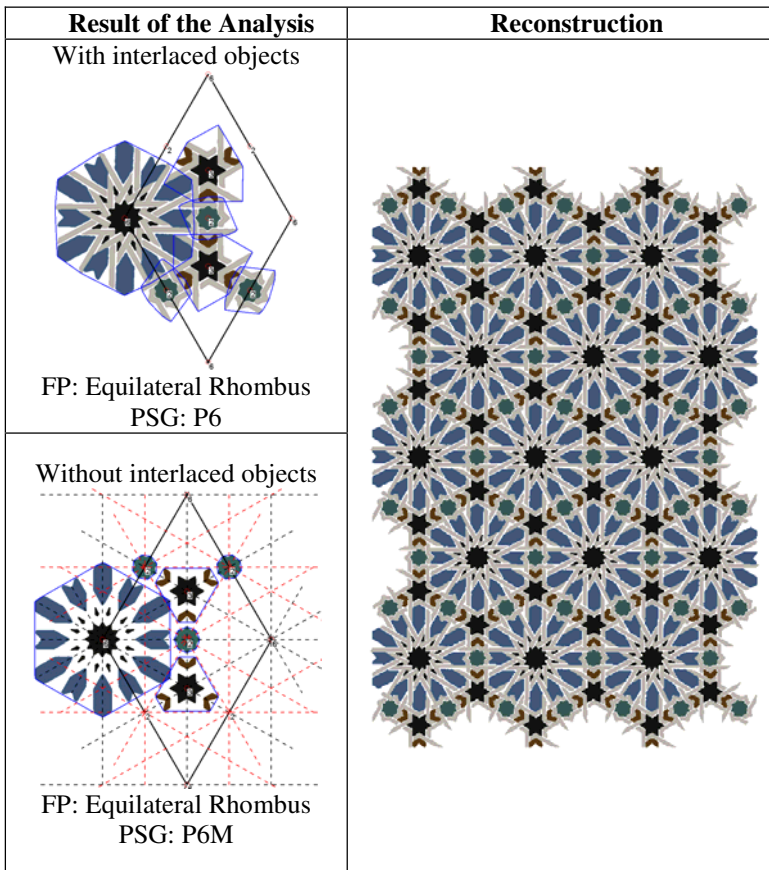 Result of the Analysis
Reconstruction
With interlaced objects
FP: Equilateral Rhombus
PSG: P6
Without interlaced objects
FP: Equilateral Rhombus
PSG: P6M